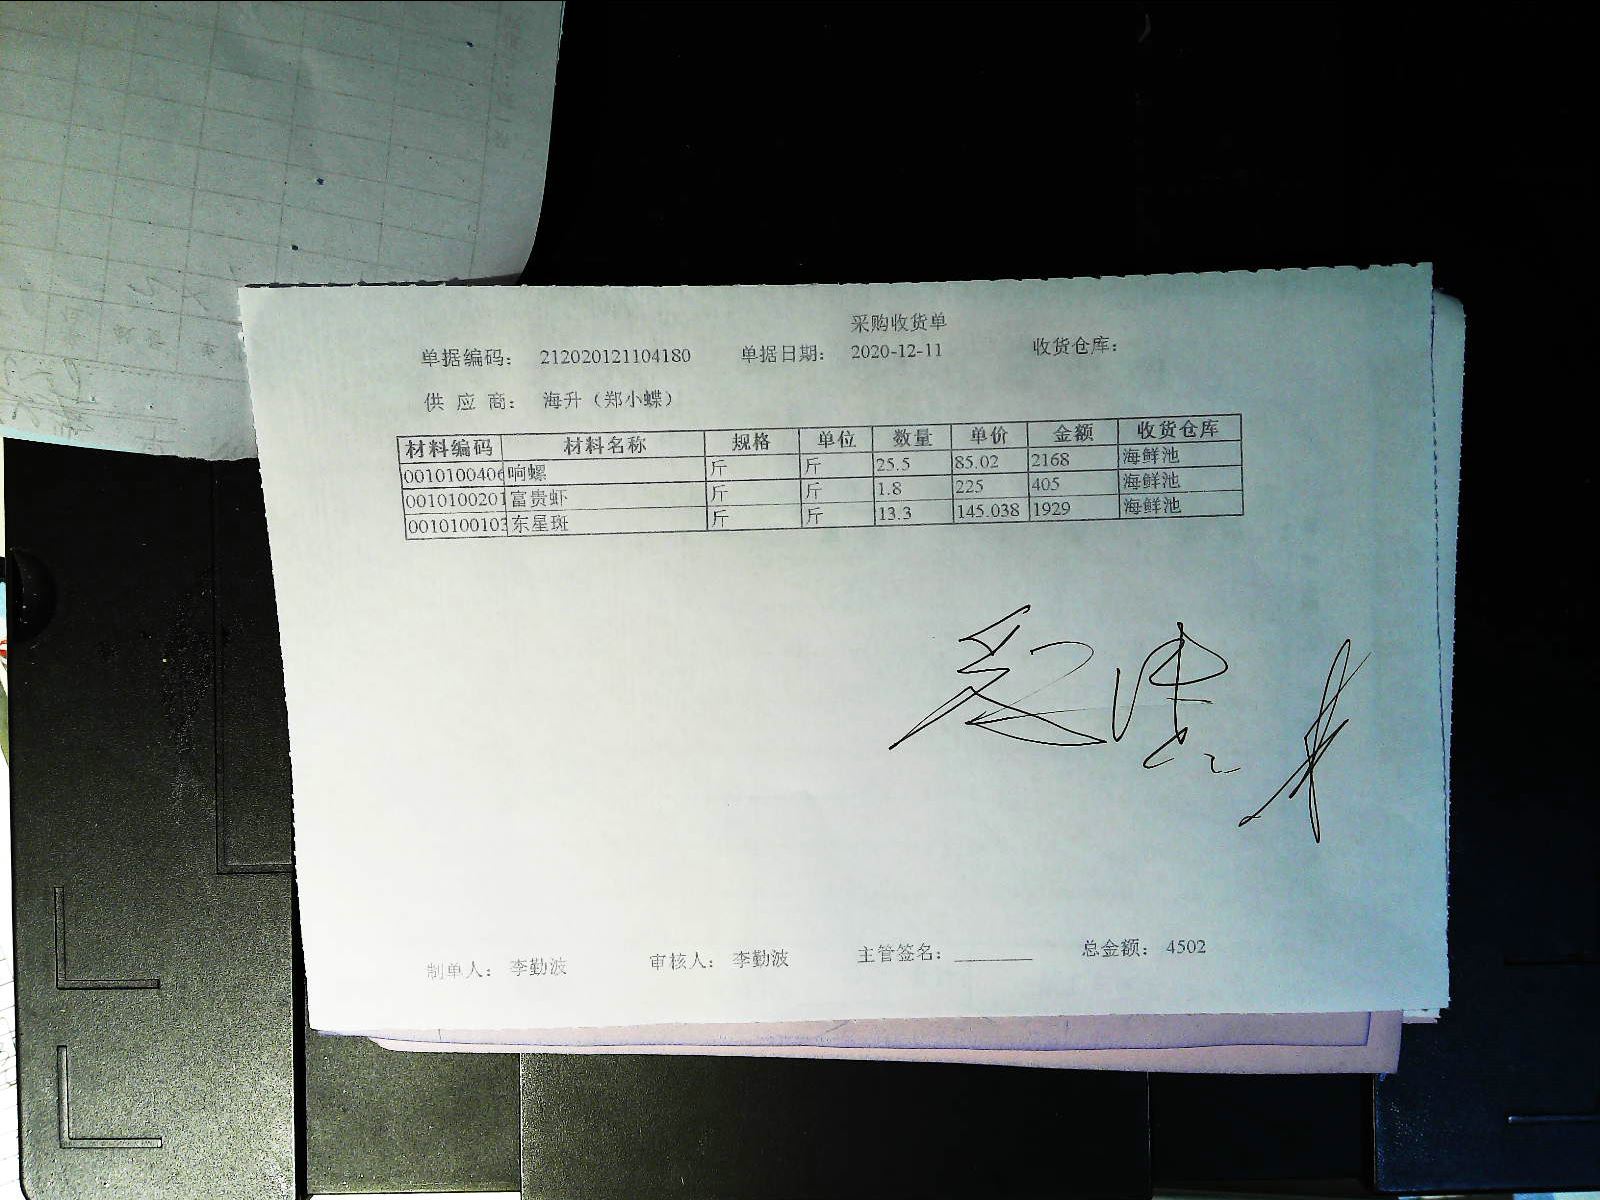 采购收货单
单据编码： 212020121104180 单据日期： 2020-12-11 收货仓库：
供 应 商： 海升（郑小蝶）
材料编码 材料名称 规格 单位 数量 单价 金额 收货仓库
0010100406 响螺 斤 斤 25.5 85.02 2168 海鲜池
0010100201 富贵虾 斤 斤 1.8 225 405 海鲜池
0010100103 东星斑 斤 斤 13.3 145.038 1929 海鲜池
制单人： 李勤波 审核人： 李勤波 主管签名：________ 总金额： 4502